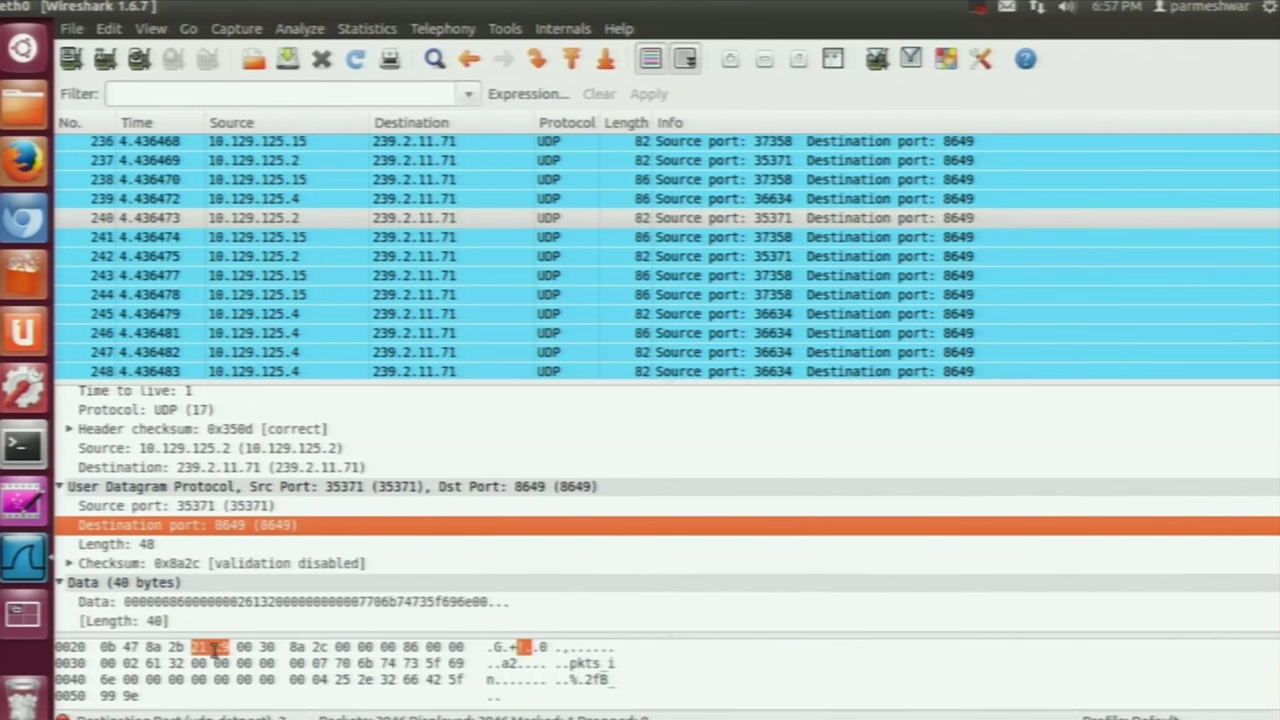 eth0 [Wireshark 1.6.7]
6:57 PM parmeshwar
File Edit View Go Capture Analyze Statistics Telephony Tools Internals Help
Filter: Expression... Clear Apply
No. Time Source Destination Protocol Length Info
236 4.436468 10.129.125.15 239.2.11.71 UDP 82 Source port: 37358 Destination port: 8649
237 4.436469 10.129.125.2 239.2.11.71 UDP 82 Source port: 35371 Destination port: 8649
238 4.436470 10.129.125.15 239.2.11.71 UDP 86 Source port: 37358 Destination port: 8649
239 4.436472 10.129.125.4 239.2.11.71 UDP 86 Source port: 36634 Destination port: 8649
240 4.436473 10.129.125.2 239.2.11.71 UDP 82 Source port: 35371 Destination port: 8649
241 4.436474 10.129.125.15 239.2.11.71 UDP 86 Source port: 37358 Destination port: 8649
242 4.436475 10.129.125.2 239.2.11.71 UDP 82 Source port: 35371 Destination port: 8649
243 4.436477 10.129.125.15 239.2.11.71 UDP 86 Source port: 37358 Destination port: 8649
244 4.436478 10.129.125.15 239.2.11.71 UDP 86 Source port: 37358 Destination port: 8649
245 4.436479 10.129.125.4 239.2.11.71 UDP 82 Source port: 36634 Destination port: 8649
246 4.436481 10.129.125.4 239.2.11.71 UDP 86 Source port: 36634 Destination port: 8649
247 4.436482 10.129.125.4 239.2.11.71 UDP 82 Source port: 36634 Destination port: 8649
248 4.436483 10.129.125.4 239.2.11.71 UDP 82 Source port: 36634 Destination port: 8649
Time to live: 1
Protocol: UDP (17)
Header checksum: 0x350d [correct]
Source: 10.129.125.2 (10.129.125.2)
Destination: 239.2.11.71 (239.2.11.71)
User Datagram Protocol, Src Port: 35371 (35371), Dst Port: 8649 (8649)
Source port: 35371 (35371)
Destination port: 8649 (8649)
Length: 48
Checksum: 0x8a2c [validation disabled]
Data (40 bytes)
Data: 00000086000000026132000000000007706b74735f696e00...
[Length: 40]
0020 0b 47 8a 2b 21 00 30 8a 2c 00 00 00 86 00 00 .G.+!..0 .,......
0030 00 02 61 32 00 00 00 00 00 07 70 6b 74 73 5f 69 ..a2.... ..pkts_i
0040 6e 00 00 00 00 00 00 00 00 04 25 2e 32 66 42 5f n....... ..%.2fB_
0050 99 9e ..